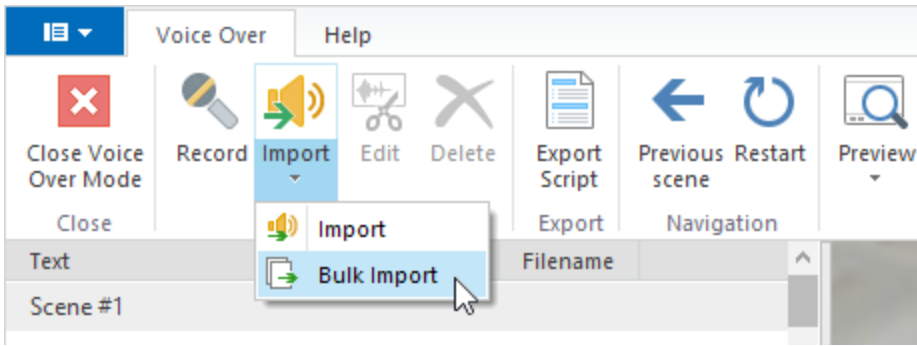 Voice Over Help
Close Voice Over Mode
Record
Import
Edit
Delete
Export Script
Previous scene
Restart
Preview
Close
Export
Navigation
Import
Bulk Import
Text
Filename
Scene #1